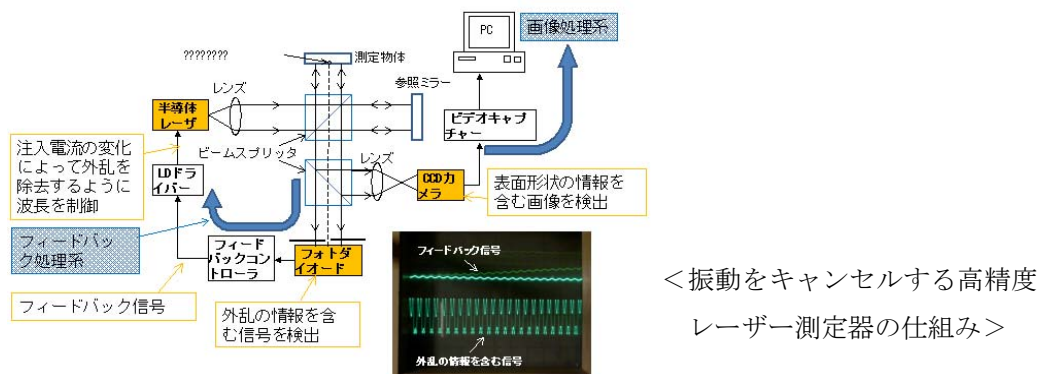 PC
画像処理系
????????
測定物体
参照ミラー
レンズ
半導体
レーザ
ビデオキャプ
チャー
注入電流の変化
によって外乱を
除去するように
波長を制御
ビームスプリッタ
レンズ
LDドラ
イバー
CCDカ
メラ
表面形状の情報を
含む画像を検出
フィードバッ
ク処理系
フィード
バックコン
トローラ
フォトダ
イオード
フィードバック信号
フィードバック信号
外乱の情報を含
む信号を検出
外乱の情報を含む信号
<振動をキャンセルする高精度
レーザー測定器の仕組み>